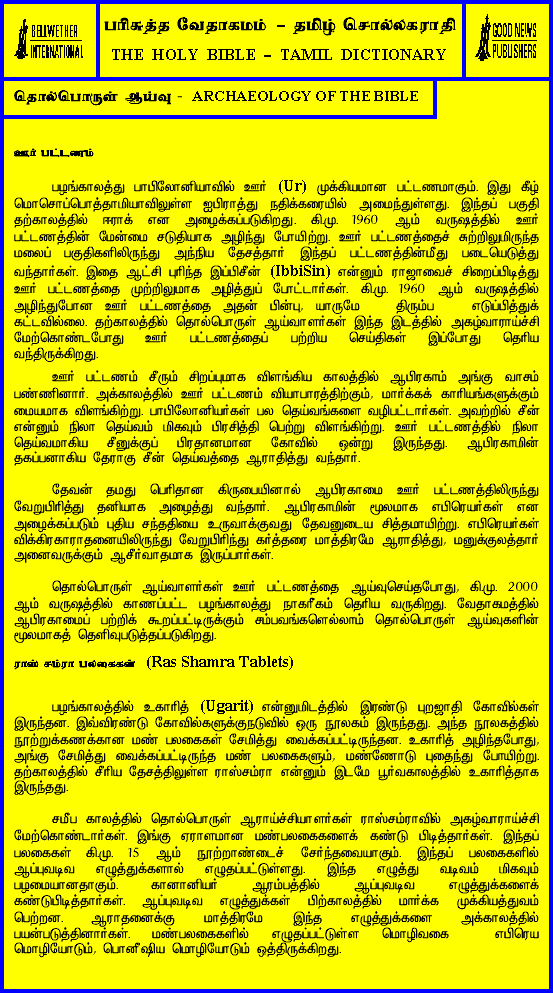 BELLWETHER
INTERNATIONAL
பரிசுத்த வேதாகமம் – தமிழ் சொல்லகராதி
THE HOLY BIBLE – TAMIL DICTIONARY
GOOD NEWS
PUBLISHERS
தொல்பொருள் ஆய்வு - ARCHAEOLOGY OF THE BIBLE
ஊர் பட்டணம்
பழங்காலத்து பாபிலோனியாவில் ஊர் (Ur) முக்கியமான பட்டணமாகும். இது கீழ்
மொசொப்பொத்தாமியாவிலுள்ள ஐபிராத்து நதிக்கரையில் அமைந்துள்ளது. இந்தப் பகுதி
தற்காலத்தில் ஈராக் என அழைக்கப்படுகிறது. கி.மு. 1960 ஆம் வருஷத்தில் ஊர்
பட்டணத்தின் மேன்மை சடுதியாக அழிந்து போயிற்று. ஊர் பட்டணத்தைச் சுற்றிலுமிருந்த
மலைப் பகுதிகளிலிருந்து அந்நிய தேசத்தார் இந்தப் பட்டணத்தின்மீது படையெடுத்து
வந்தார்கள். இதை ஆட்சி புரிந்த இப்பிசீன் (IbbiSin) என்னும் ராஜாவைச் சிறைப்பிடித்து
ஊர் பட்டணத்தை முற்றிலுமாக அழித்துப் போட்டார்கள். கி.மு. 1960 ஆம் வருஷத்தில்
அழிந்துபோன ஊர் பட்டணத்தை அதன் பின்பு, யாருமே திரும்ப எடுப்பித்துக்
கட்டவில்லை. தற்காலத்தில் தொல்பொருள் ஆய்வாளர்கள் இந்த இடத்தில் அகழ்வாராய்ச்சி
மேற்கொண்டபோது ஊர் பட்டணத்தைப் பற்றிய செய்திகள் இப்போது தெரிய
வந்திருக்கிறது.
ஊர் பட்டணம் சீரும் சிறப்புமாக விளங்கிய காலத்தில் ஆபிரகாம் அங்கு வாசம்
பண்ணினார். அக்காலத்தில் ஊர் பட்டணம் வியாபாரத்திற்கும், மார்க்கக் காரியங்களுக்கும்
மையமாக விளங்கிற்று. பாபிலோனியர்கள் பல தெய்வங்களை வழிபட்டார்கள். அவற்றில் சீன்
என்னும் நிலா தெய்வம் மிகவும் பிரசித்தி பெற்று விளங்கிற்று. ஊர் பட்டணத்தில் நிலா
தெய்வமாகிய சீனுக்குப் பிரதானமான கோவில் ஒன்று இருந்தது. ஆபிரகாமின்
தகப்பனாகிய தேராகு சீன் தெய்வத்தை ஆராதித்து வந்தார்.
தேவன் தமது பெரிதான கிருபையினால் ஆபிரகாமை ஊர் பட்டணத்திலிருந்து
வேறுபிரித்து தனியாக அழைத்து வந்தார். ஆபிரகாமின் மூலமாக எபிரெயர்கள் என
அழைக்கப்படும் புதிய சந்ததியை உருவாக்குவது தேவனுடைய சித்தமாயிற்று. எபிரெயர்கள்
விக்கிரகாராதனையிலிருந்து வேறுபிரிந்து கர்த்தரை மாத்திரமே ஆராதித்து, மனுக்குலத்தார்
அனைவருக்கும் ஆசீர்வாதமாக இருப்பார்கள்.
தொல்பொருள் ஆய்வாளர்கள் ஊர் பட்டணத்தை ஆய்வுசெய்தபோது, கி.மு. 2000
ஆம் வருஷத்தில் காணப்பட்ட பழங்காலத்து நாகரீகம் தெரிய வருகிறது. வேதாகமத்தில்
ஆபிரகாமைப் பற்றிக் கூறப்பட்டிருக்கும் சம்பவங்களெல்லாம் தொல்பொருள் ஆய்வுகளின்
மூலமாகத் தெளிவுபடுத்தப்படுகிறது.
ராஸ் சம்ரா பலகைகள் (Ras Shamra Tablets)
பழங்காலத்தில் உகாரித் (Ugarit) என்னுமிடத்தில் இரண்டு புறஜாதி கோவில்கள்
இருந்தன. இவ்விரண்டு கோவில்களுக்குநடுவில் ஒரு நூலகம் இருந்தது. அந்த நூலகத்தில்
நூற்றுக்கணக்கான மண் பலகைகள் சேமித்து வைக்கப்பட்டிருந்தன. உகாரித் அழிந்தபோது,
அங்கு சேமித்து வைக்கப்பட்டிருந்த மண் பலகைகளும், மண்ணோடு புதைந்து போயிற்று.
தற்காலத்தில் சீரிய தேசத்திலுள்ள ராஸ்சம்ரா என்னும் இடமே பூர்வகாலத்தில் உகாரித்தாக
இருந்தது.
சமீப காலத்தில் தொல்பொருள் ஆராய்ச்சியாளர்கள் ராஸ்சம்ராவில் அகழ்வாராய்ச்சி
மேற்கொண்டார்கள். இங்கு ஏராளமான மண்பலகைகளைக் கண்டு பிடித்தார்கள். இந்தப்
பலகைகள் கி.மு. 15 ஆம் நூற்றாண்டைச் சேர்ந்தவையாகும். இந்தப் பலகைகளில்
ஆப்புவடிவ எழுத்துக்களால் எழுதப்பட்டுள்ளது. இந்த எழுத்து வடிவம் மிகவும்
பழமையானதாகும். கானானியர் ஆரம்பத்தில் ஆப்புவடிவ எழுத்துக்களைக்
கண்டுபிடித்தார்கள். ஆப்புவடிவ எழுத்துக்கள் பிற்காலத்தில் மார்க்க முக்கியத்துவம்
பெற்றன. ஆராதனைக்கு மாத்திரமே இந்த எழுத்துக்களை அக்காலத்தில்
பயன்படுத்தினார்கள். மண்பலகைகளில் எழுதப்பட்டுள்ள மொழிவகை எபிரெய
மொழியோடும், பொனீஷிய மொழியோடும் ஒத்திருக்கிறது.